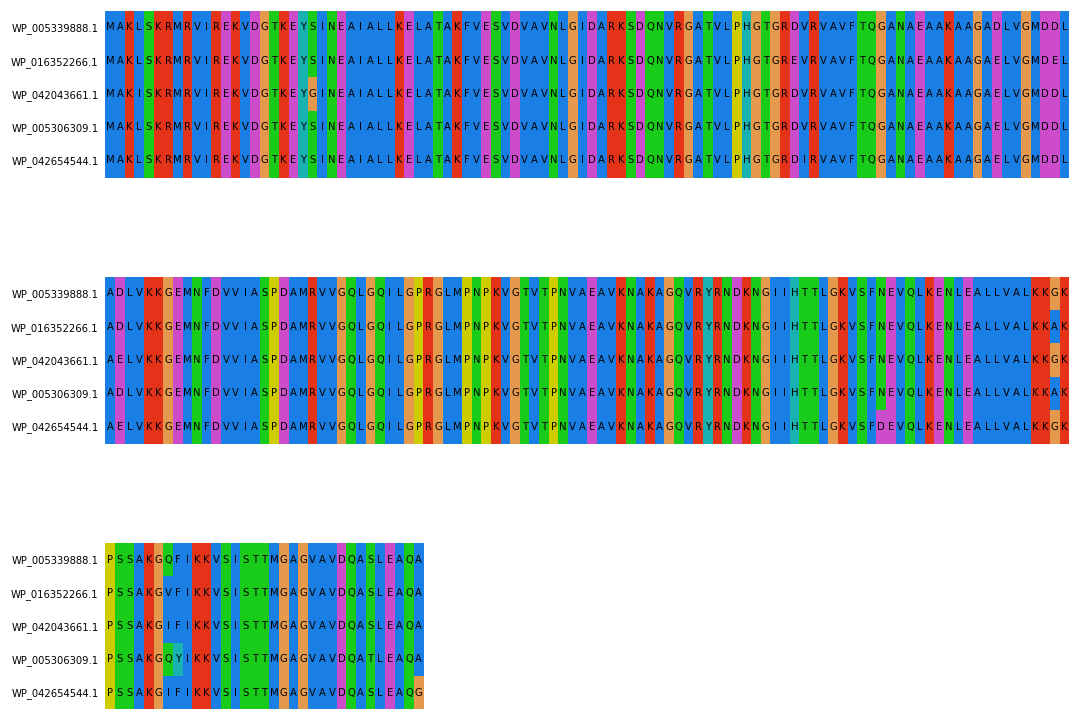 WP_005339888.1 MAKLSKRMRVIREKVDGTKEYSINEAIALLKELATAKFVESVDVAVNLGIDARKSDQNVRGATVLPHGTGRDVRVAVFTQGANAEAAKAAGADLVGMDDL
WP_016352266.1 MAKLSKRMRVIREKVDGTKEYSINEAIALLKELATAKFVESVDVAVNLGIDARKSDQNVRGATVLPHGTGREVRVAVFTQGANAEAAKAAGAELVGMDEL
WP_042043661.1 MAKISKRMRVIREKVDGTKEYGINEAIALLKELATAKFVESVDVAVNLGIDARKSDQNVRGATVLPHGTGRDVRVAVFTQGANAEAAKAAGAELVGMDDL
WP_005306309.1 MAKLSKRMRVIREKVDGTKEYSINEAIALLKELATAKFVESVDVAVNLGIDARKSDQNVRGATVLPHGTGRDVRVAVFTQGANAEAAKAAGAELVGMDDL
WP_042654544.1 MAKLSKRMRVIREKVDGTKEYSINEAIALLKELATAKFVESVDVAVNLGIDARKSDQNVRGATVLPHGTGRDIRVAVFTQGANAEAAKAAGAELVGMDDL
WP_005339888.1 ADLVKKGEMNFDVVIASPDAMRVVGQLGQILGPRGLMPNPKVGTVTPNVAEAVKNAKAGQVRYRNDKNGIIHTTLGKVSFNEVQLKENLEALLVALKKGK
WP_016352266.1 ADLVKKGEMNFDVVIASPDAMRVVGQLGQILGPRGLMPNPKVGTVTPNVAEAVKNAKAGQVRYRNDKNGIIHTTLGKVSFNEVQLKENLEALLVALKKAK
WP_042043661.1 AELVKKGEMNFDVVIASPDAMRVVGQLGQILGPRGLMPNPKVGTVTPNVAEAVKNAKAGQVRYRNDKNGIIHTTLGKVSFNEVQLKENLEALLVALKKGK
WP_005306309.1 ADLVKKGEMNFDVVIASPDAMRVVGQLGQILGPRGLMPNPKVGTVTPNVAEAVKNAKAGQVRYRNDKNGIIHTTLGKVSFNEVQLKENLEALLVALKKAK
WP_042654544.1 AELVKKGEMNFDVVIASPDAMRVVGQLGQILGPRGLMPNPKVGTVTPNVAEAVKNAKAGQVRYRNDKNGIIHTTLGKVSFDEVQLKENLEALLVALKKGK
WP_005339888.1 PSSAKGQFIKKVSISTTMGAGVAVDQASLEAQA
WP_016352266.1 PSSAKGVFIKKVSISTTMGAGVAVDQASLEAQA
WP_042043661.1 PSSAKGIFIKKVSISTTMGAGVAVDQASLEAQA
WP_005306309.1 PSSAKGQYIKKVSISTTMGAGVAVDQATLEAQA
WP_042654544.1 PSSAKGIFIKKVSISTTMGAGVAVDQASLEAQG